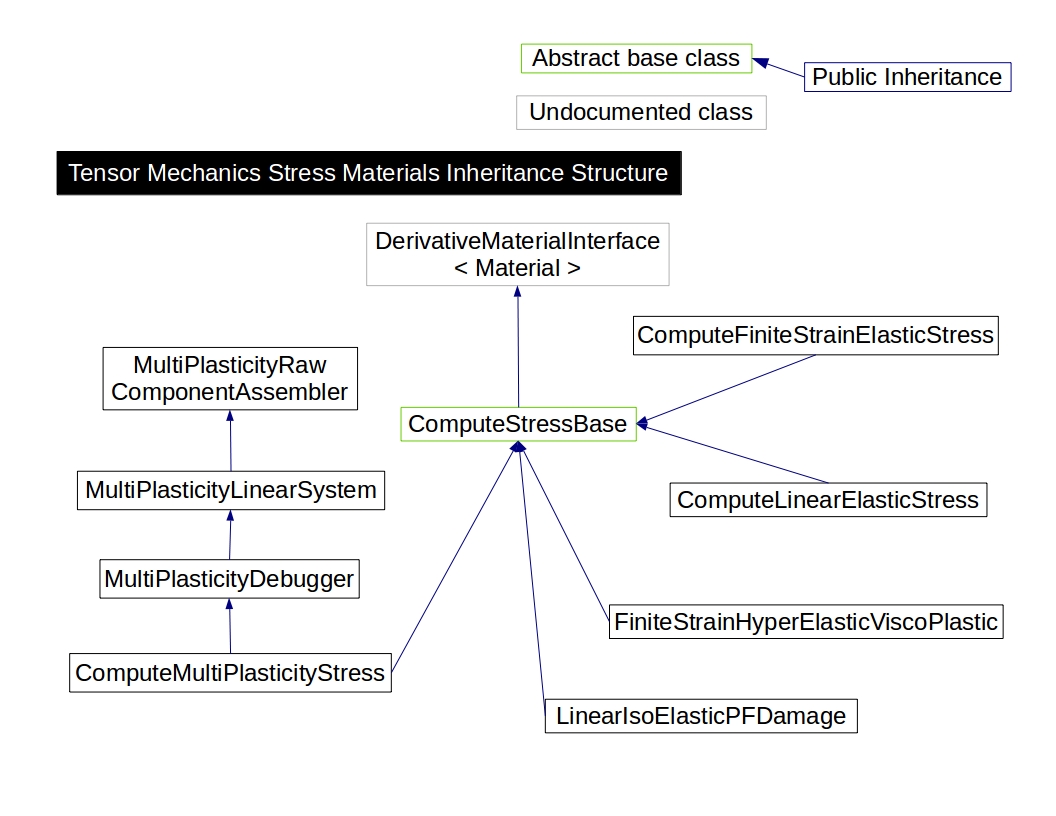 Abstract base class
Public Inheritance
Undocumented class
Tensor Mechanics Stress Materials Inheritance Structure
DerivativeMaterialInterface
< Material >
ComputeFiniteStrainElasticStress
MultiPlasticityRaw
ComponentAssembler
ComputeStressBase
MultiPlasticityLinearSystem
ComputeLinearElasticStress
MultiPlasticityDebugger
FiniteStrainHyperElasticViscoPlastic
ComputeMultiPlasticityStress
LinearIsoElasticPFDamage